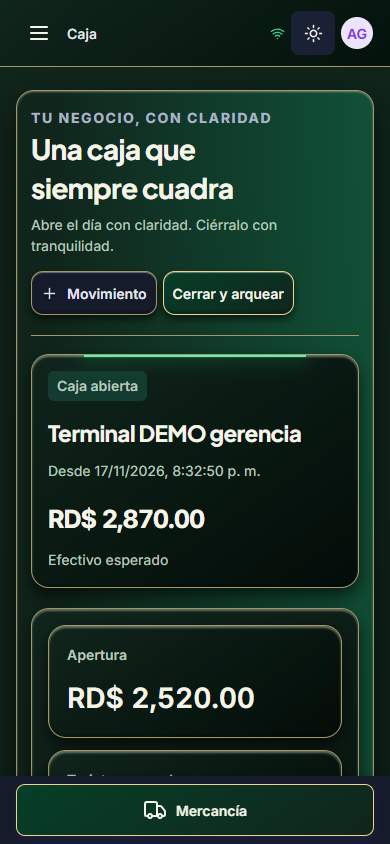 Caja
AG
TU NEGOCIO, CON CLARIDAD
Una caja que
siempre cuadra
Abre el día con claridad. Ciérralo con
tranquilidad.
Movimiento
Cerrar y arquear
Caja abierta
Terminal DEMO gerencia
Desde 17/11/2026, 8:32:50 p. m.
RD$ 2,870.00
Efectivo esperado
Apertura
RD$ 2,520.00
Mercancía